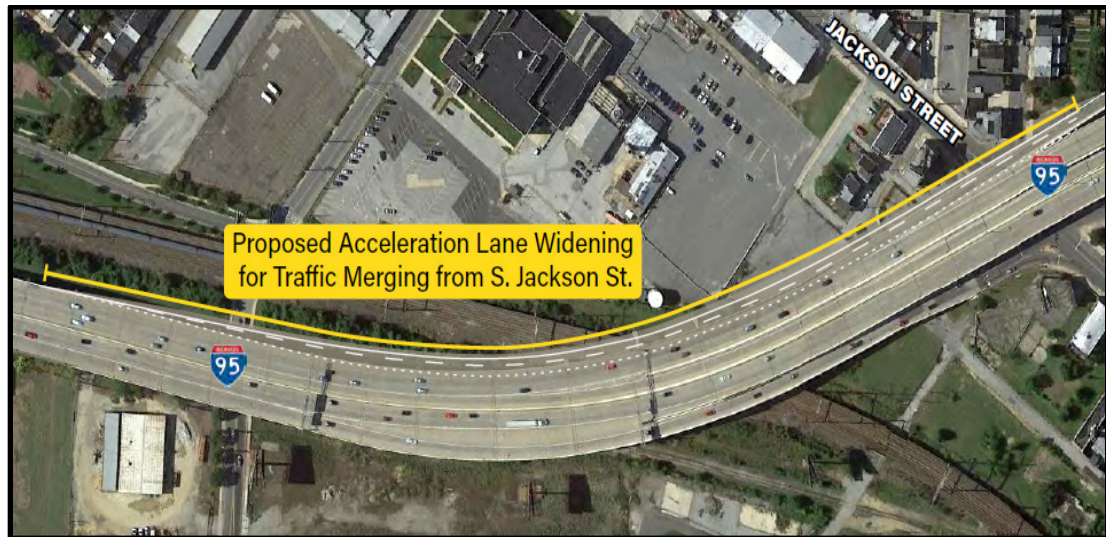 JACKSON STREET
95
Proposed Acceleration Lane Widening
for Traffic Merging from S. Jackson St.
95